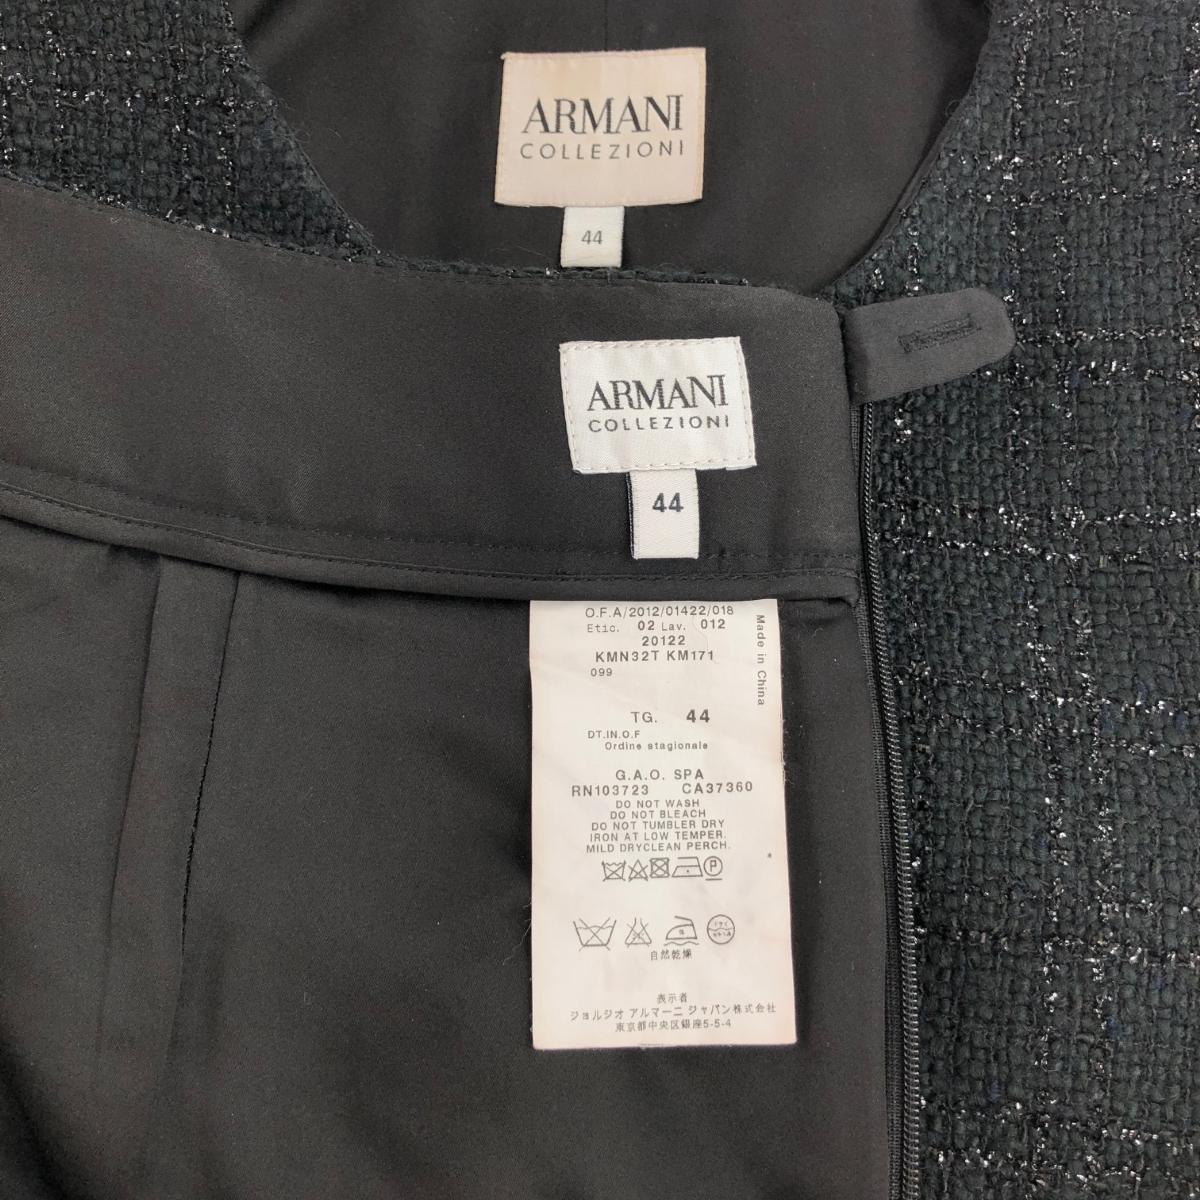 ARMANI
COLLEZIONI
44
ARMANI
COLLEZIONI
44
O.F.A/2012/01422/018
Etic. 02 Lav. 012
20122
KMN32T KM171
099
Made in China
TG. 44
DT.IN.O.F
Ordine stagionale
G.A.O. SPA
RN103723 CA37360
DO NOT WASH
DO NOT BLEACH
DO NOT TUMBLER DRY
IRON AT LOW TEMPER.
MILD DRYCLEAN PERCH.
P
自然乾燥
表示者
ジョルジオ アルマーニ ジャパン株式会社
東京都中央区銀座5-5-4